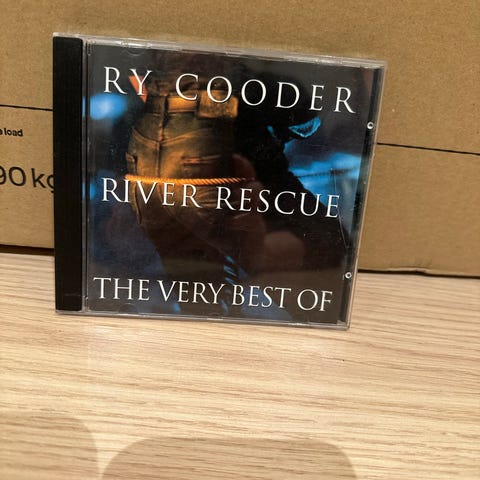 RY COODER
RIVER RESCUE
THE VERY BEST OF
load
90 kg